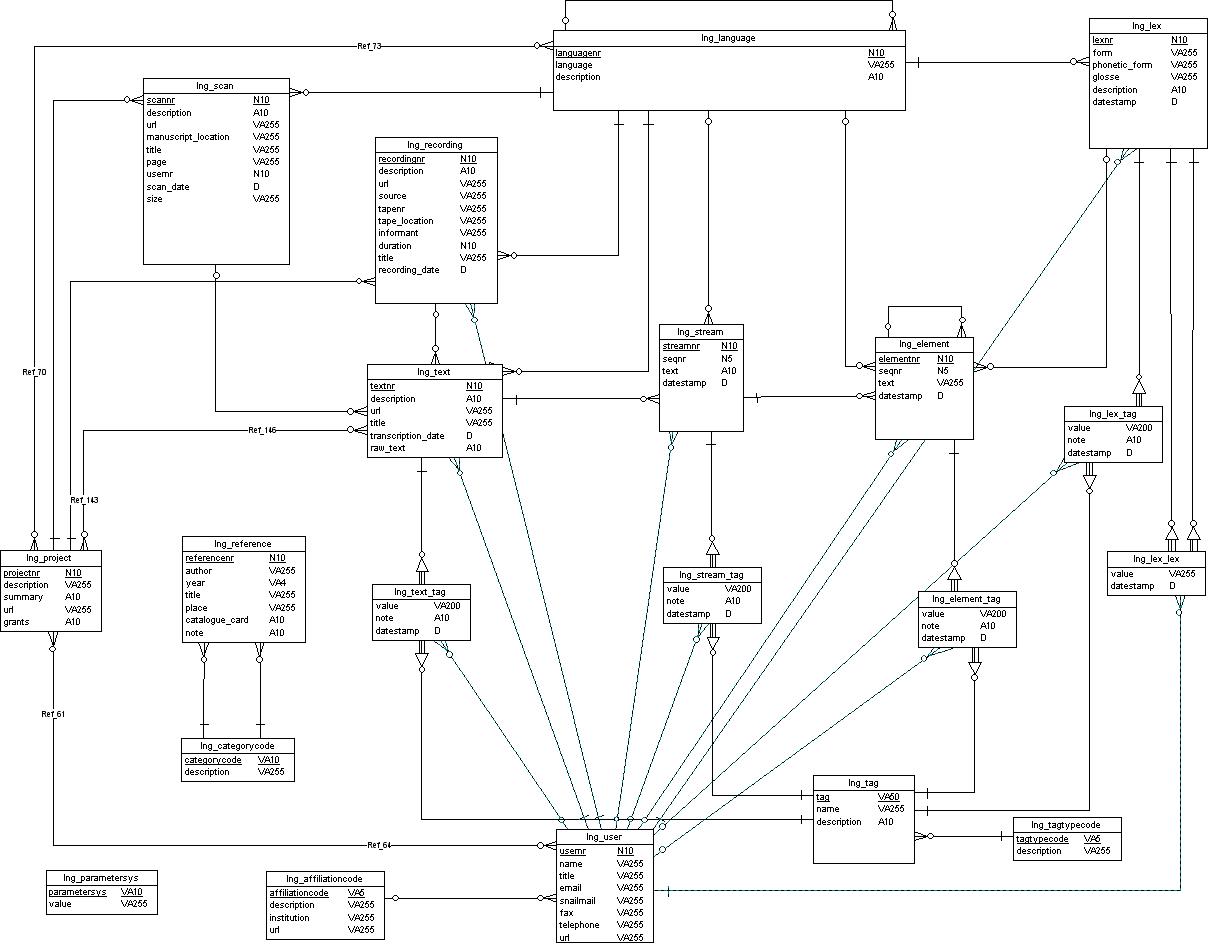 lng_language
languagenr N10
language VA255
description A10
lng_lex
lexnr N10
form VA255
phonetic_form VA255
glosse VA255
description A10
datestamp D
Ref_73
lng_scan
scannr N10
description A10
url VA255
manuscript_location VA255
title VA255
page VA255
usernr N10
scan_date D
size VA255
lng_recording
recordingnr N10
description A10
url VA255
source VA255
tapenr VA255
tape_location VA255
informant VA255
duration N10
title VA255
recording_date D
lng_stream
streamnr N10
seqnr N5
text A10
datestamp D
lng_element
elementnr N10
seqnr N5
text VA255
datestamp D
Ref_70
lng_text
textnr N10
description A10
url VA255
title VA255
transcription_date D
raw_text A10
Ref_146
lng_lex_tag
value VA200
note A10
datestamp D
Ref_143
lng_project
projectnr N10
description VA255
summary A10
url VA255
grants A10
lng_reference
referencenr N10
author VA255
year VA4
title VA255
place VA255
catalogue_card A10
note A10
lng_text_tag
value VA200
note A10
datestamp D
lng_stream_tag
value VA200
note A10
datestamp D
lng_element_tag
value VA200
note A10
datestamp D
lng_lex_lex
value VA255
datestamp D
Ref_61
lng_categorycode
categorycode VA10
description VA255
lng_tag
tag VA50
name VA255
description A10
lng_tagtypecode
tagtypecode VA5
description VA255
Ref_64
lng_user
usernr N10
name VA255
title VA255
email VA255
snailmail VA255
fax VA255
telephone VA255
url VA255
lng_parametersys
parametersys VA10
value VA255
lng_affiliationcode
affiliationcode VA5
description VA255
institution VA255
url VA255